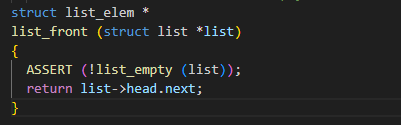 struct list_elem *
list_front (struct list *list)
{
  ASSERT (!list_empty (list));
  return list->head.next;
}